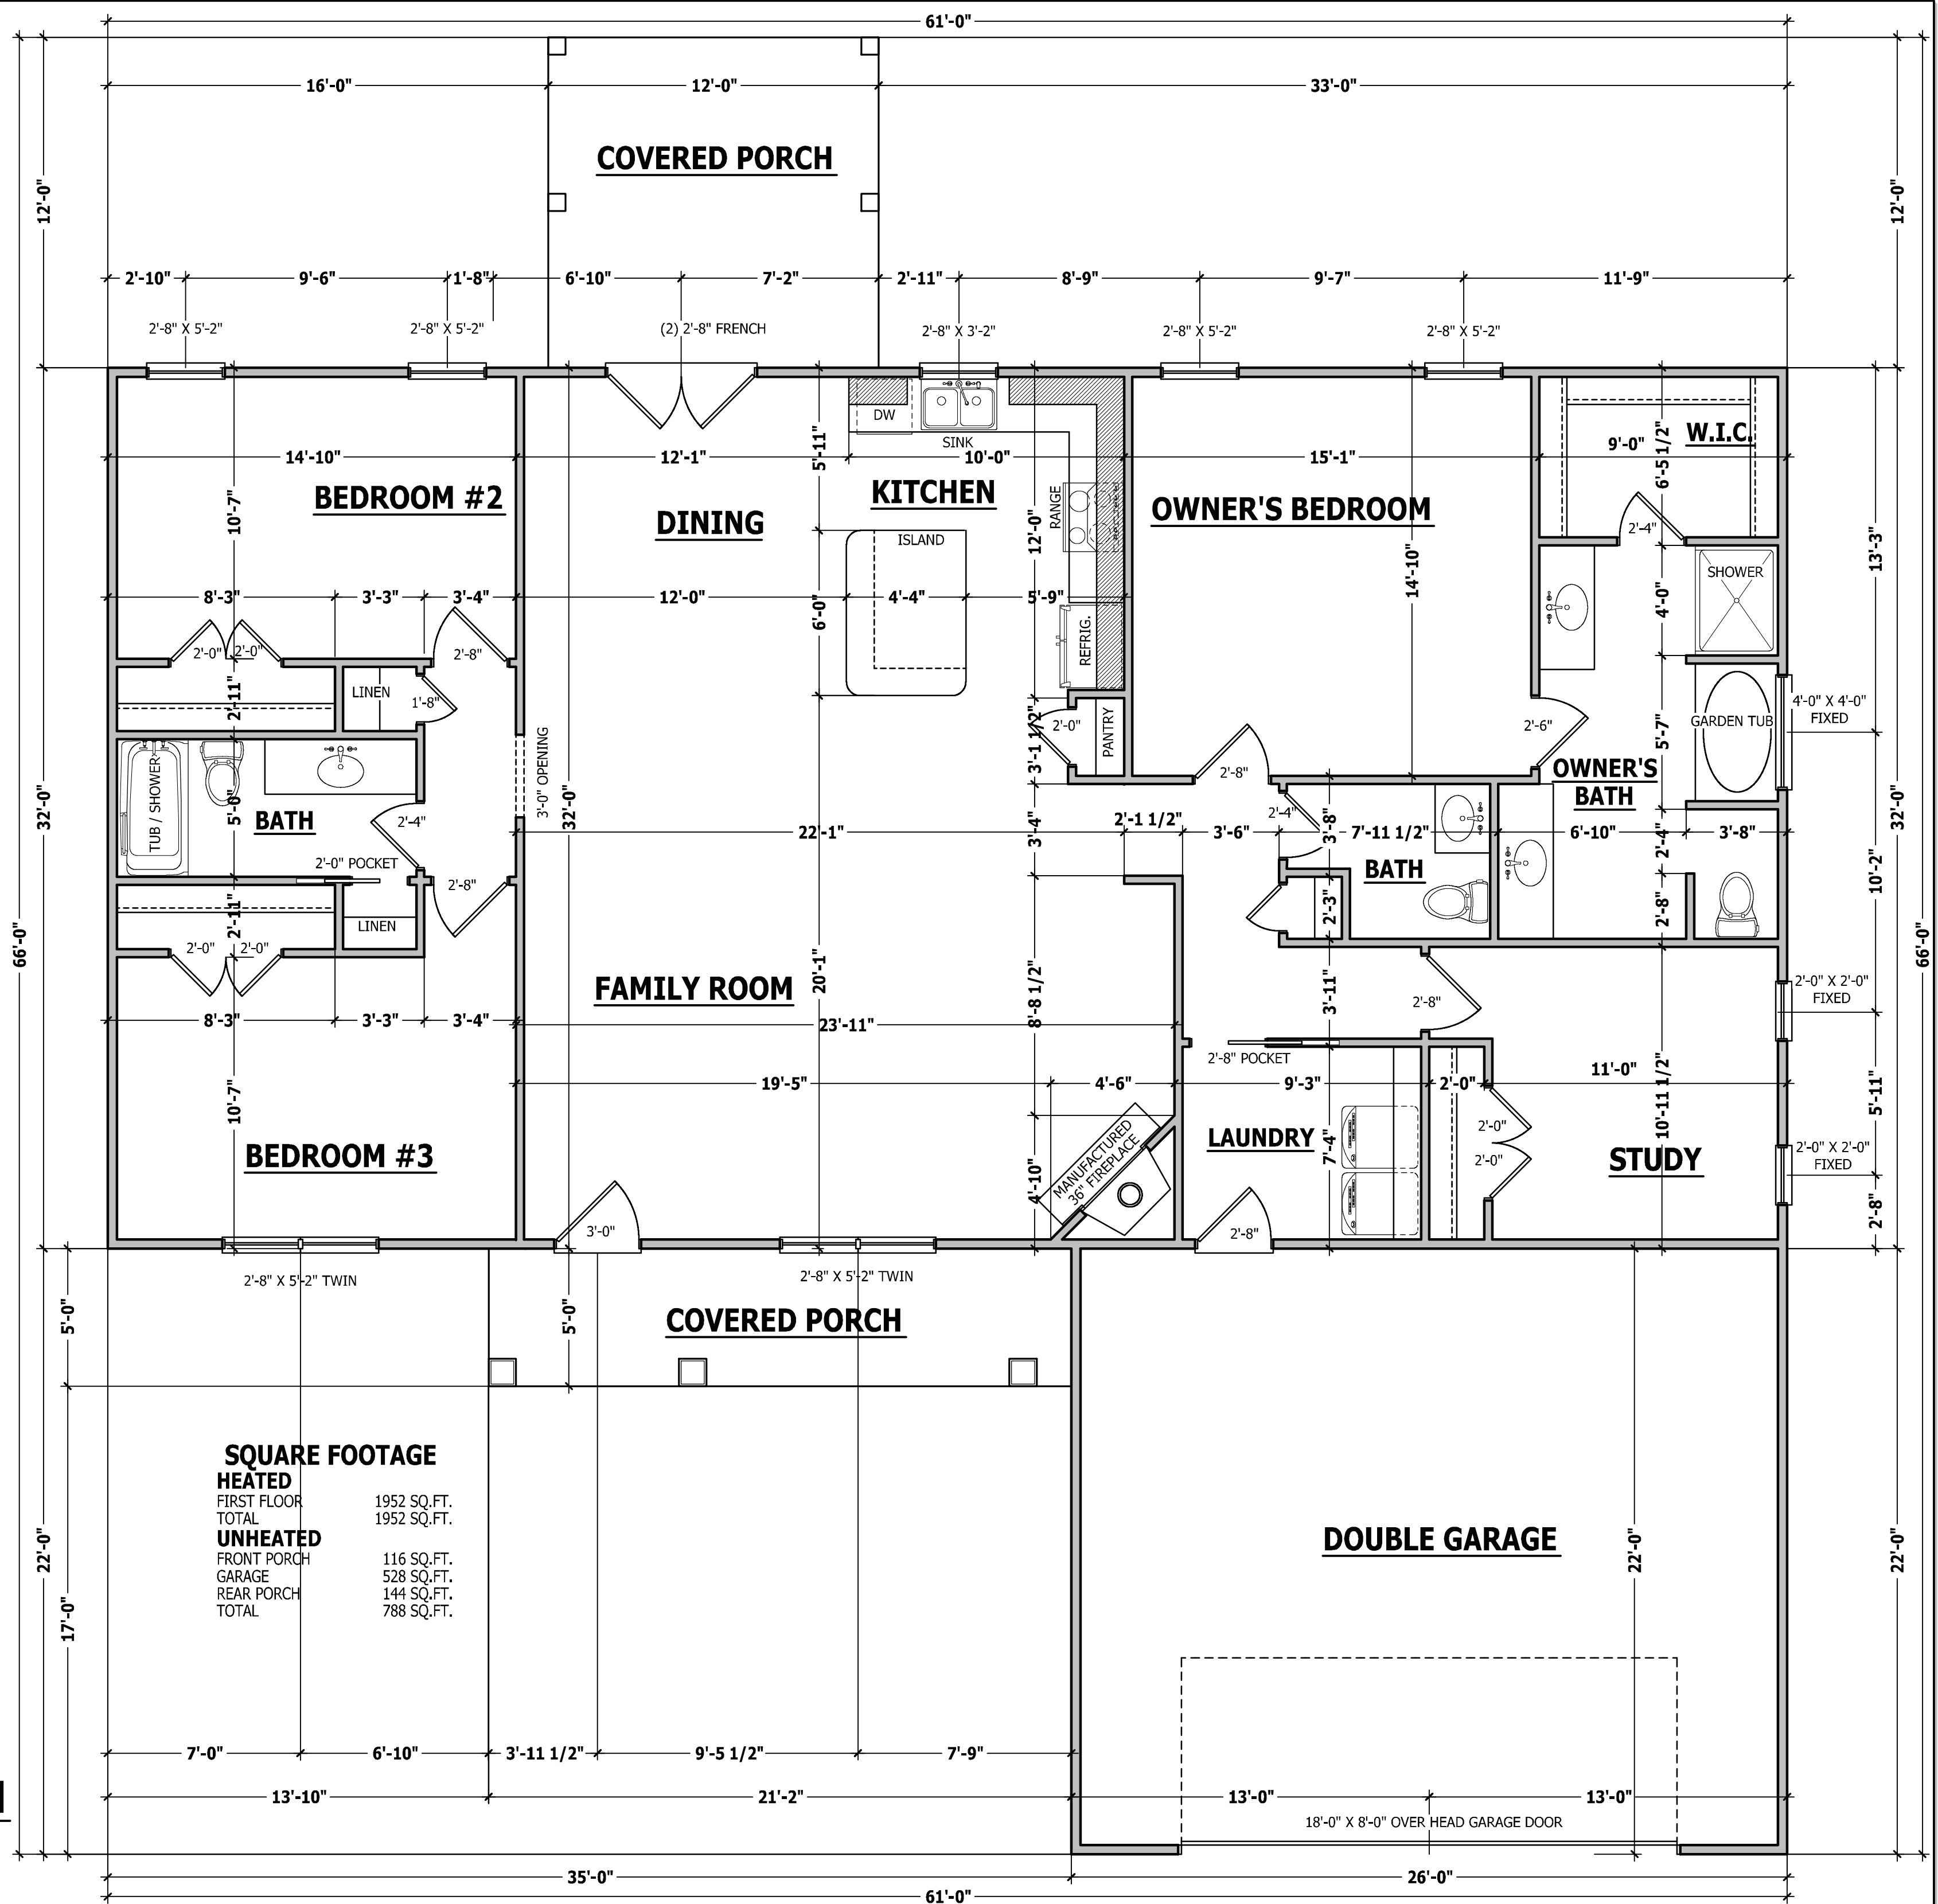 61'-0"
16'-0" 12'-0" 33'-0"
COVERED PORCH
12'-0" 12'-0"
2'-10" 9'-6" 1'-8" 6'-10" 7'-2" 2'-11" 8'-9" 9'-7" 11'-9"
2'-8" X 5'-2" 2'-8" X 5'-2" (2) 2'-8" FRENCH 2'-8" X 3'-2" 2'-8" X 5'-2" 2'-8" X 5'-2"
DW
SINK
5'-11"
14'-10" 12'-1" 10'-0" 15'-1" 9'-0"
W.I.C.
6'-5 1/2"
BEDROOM #2
10'-7"
DINING
KITCHEN
RANGE
12'-0"
OWNER'S BEDROOM
14'-10"
2'-4"
13'-3"
ISLAND
SHOWER
4'-0"
8'-3" 3'-3" 3'-4" 12'-0" 4'-4" 5'-9"
6'-0"
REFRIG.
2'-0" 2'-0" 2'-8"
2'-11"
LINEN
1'-8"
3'-1 1/2"
2'-0"
PANTRY
2'-6"
5'-7"
GARDEN TUB
4'-0" X 4'-0"
FIXED
TUB / SHOWER
5'-0"
BATH
2'-4"
3'-0" OPENING
32'-0"
2'-8"
OWNER'S
BATH
32'-0"
32'-0"
2'-0" POCKET
22'-1"
3'-4"
2'-1 1/2" 3'-6"
2'-4"
3'-8"
7'-11 1/2" 6'-10" 3'-8"
2'-4"
BATH
10'-2"
2'-8"
2'-11"
LINEN
2'-3"
2'-8"
66'-0"
66'-0"
2'-0" 2'-0"
FAMILY ROOM
20'-1"
8'-8 1/2"
3'-11"
2'-8"
2'-0" X 2'-0"
FIXED
8'-3" 3'-3" 3'-4" 23'-11"
2'-8" POCKET
19'-5" 4'-6" 9'-3" 2'-0" 11'-0"
10'-7"
10'-11 1/2"
5'-11"
BEDROOM #3
4'-10"
MANUFACTURED
36" FIREPLACE
LAUNDRY
7'-4"
2'-0"
2'-0"
STUDY
2'-0" X 2'-0"
FIXED
2'-8"
3'-0" 2'-8"
2'-8" X 5'-2" TWIN 2'-8" X 5'-2" TWIN
5'-0" 5'-0"
COVERED PORCH
SQUARE FOOTAGE
HEATED
FIRST FLOOR 1952 SQ.FT.
TOTAL 1952 SQ.FT.
UNHEATED
FRONT PORCH 116 SQ.FT.
GARAGE 528 SQ.FT.
REAR PORCH 144 SQ.FT.
TOTAL 788 SQ.FT.
22'-0"
17'-0"
DOUBLE GARAGE
22'-0"
22'-0"
7'-0" 6'-10" 3'-11 1/2" 9'-5 1/2" 7'-9"
13'-10" 21'-2" 13'-0" 13'-0"
18'-0" X 8'-0" OVER HEAD GARAGE DOOR
35'-0" 26'-0"
61'-0"